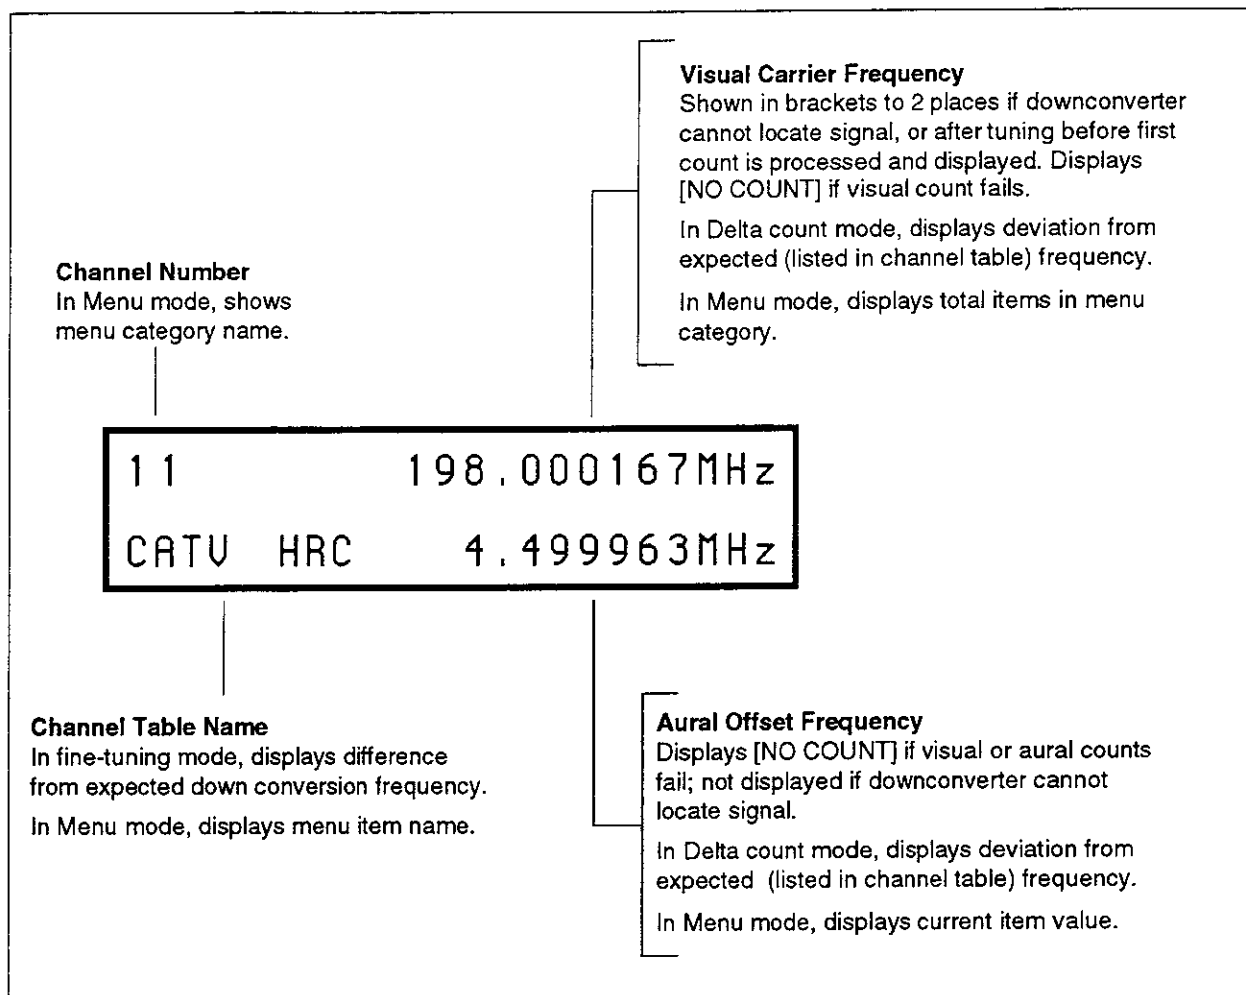 Visual Carrier Frequency
Shown in brackets to 2 places if downconverter
cannot locate signal, or after tuning before first
count is processed and displayed. Displays
[NO COUNT] if visual count fails.
In Delta count mode, displays deviation from
expected (listed in channel table) frequency.
In Menu mode, displays total items in menu
category.
Channel Number
In Menu mode, shows
menu category name.
11 198.000167MHz
CATV HRC 4.499963MHz
Channel Table Name
In fine-tuning mode, displays difference
from expected down conversion frequency.
In Menu mode, displays menu item name.
Aural Offset Frequency
Displays [NO COUNT] if visual or aural counts
fail; not displayed if downconverter cannot
locate signal.
In Delta count mode, displays deviation from
expected (listed in channel table) frequency.
In Menu mode, displays current item value.